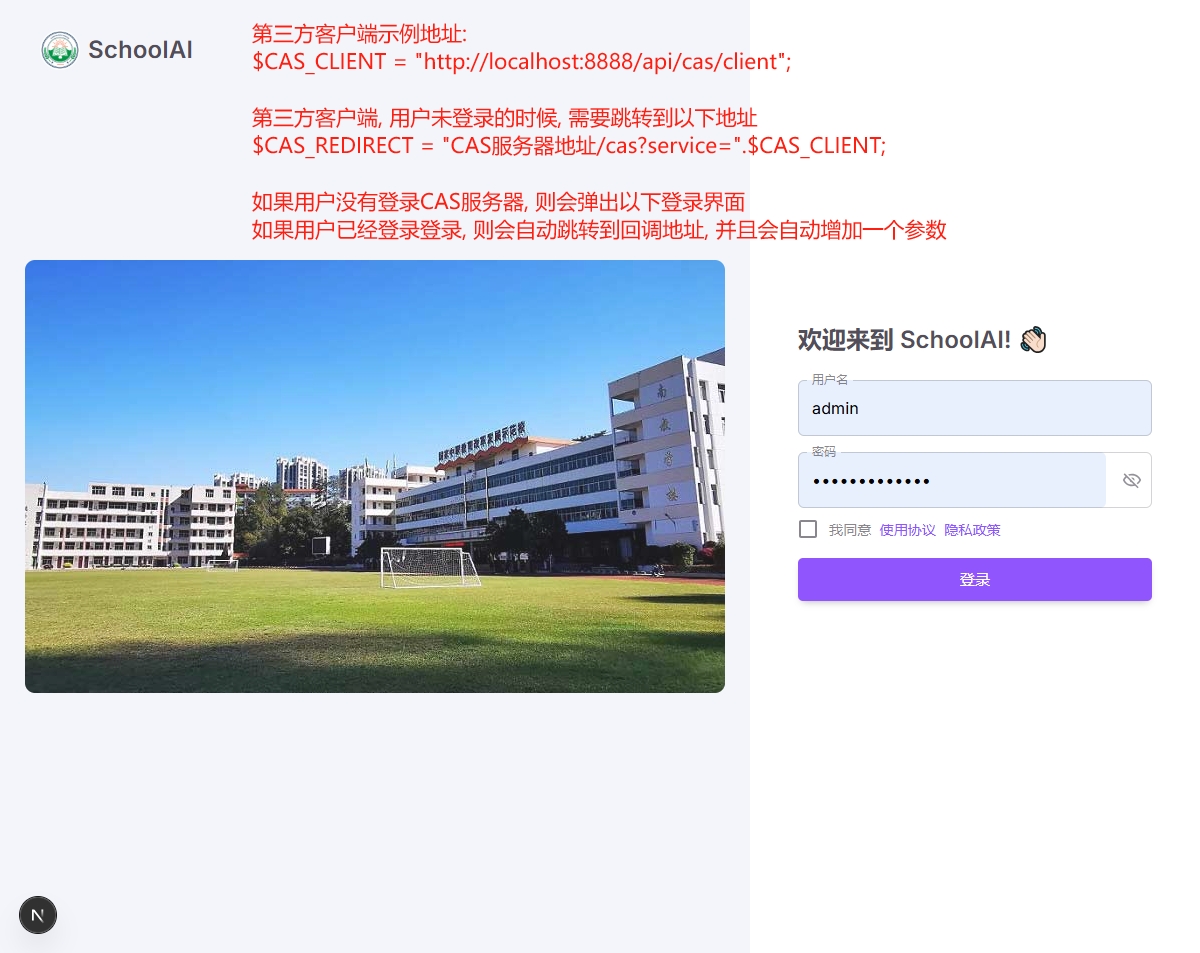 SchoolAI
第三方客户端示例地址:
$CAS_CLIENT = "http://localhost:8888/api/cas/client";
第三方客户端, 用户未登录的时候, 需要跳转到以下地址
$CAS_REDIRECT = "CAS服务器地址/cas?service=".$CAS_CLIENT;
如果用户没有登录CAS服务器, 则会弹出以下登录界面
如果用户已经登录登录, 则会自动跳转到回调地址, 并且会自动增加一个参数
南
教
学
楼
欢迎来到 SchoolAI! 👋🏻
用户名
admin
密码
•••••••••••••
我同意 使用协议 隐私政策
登录
N